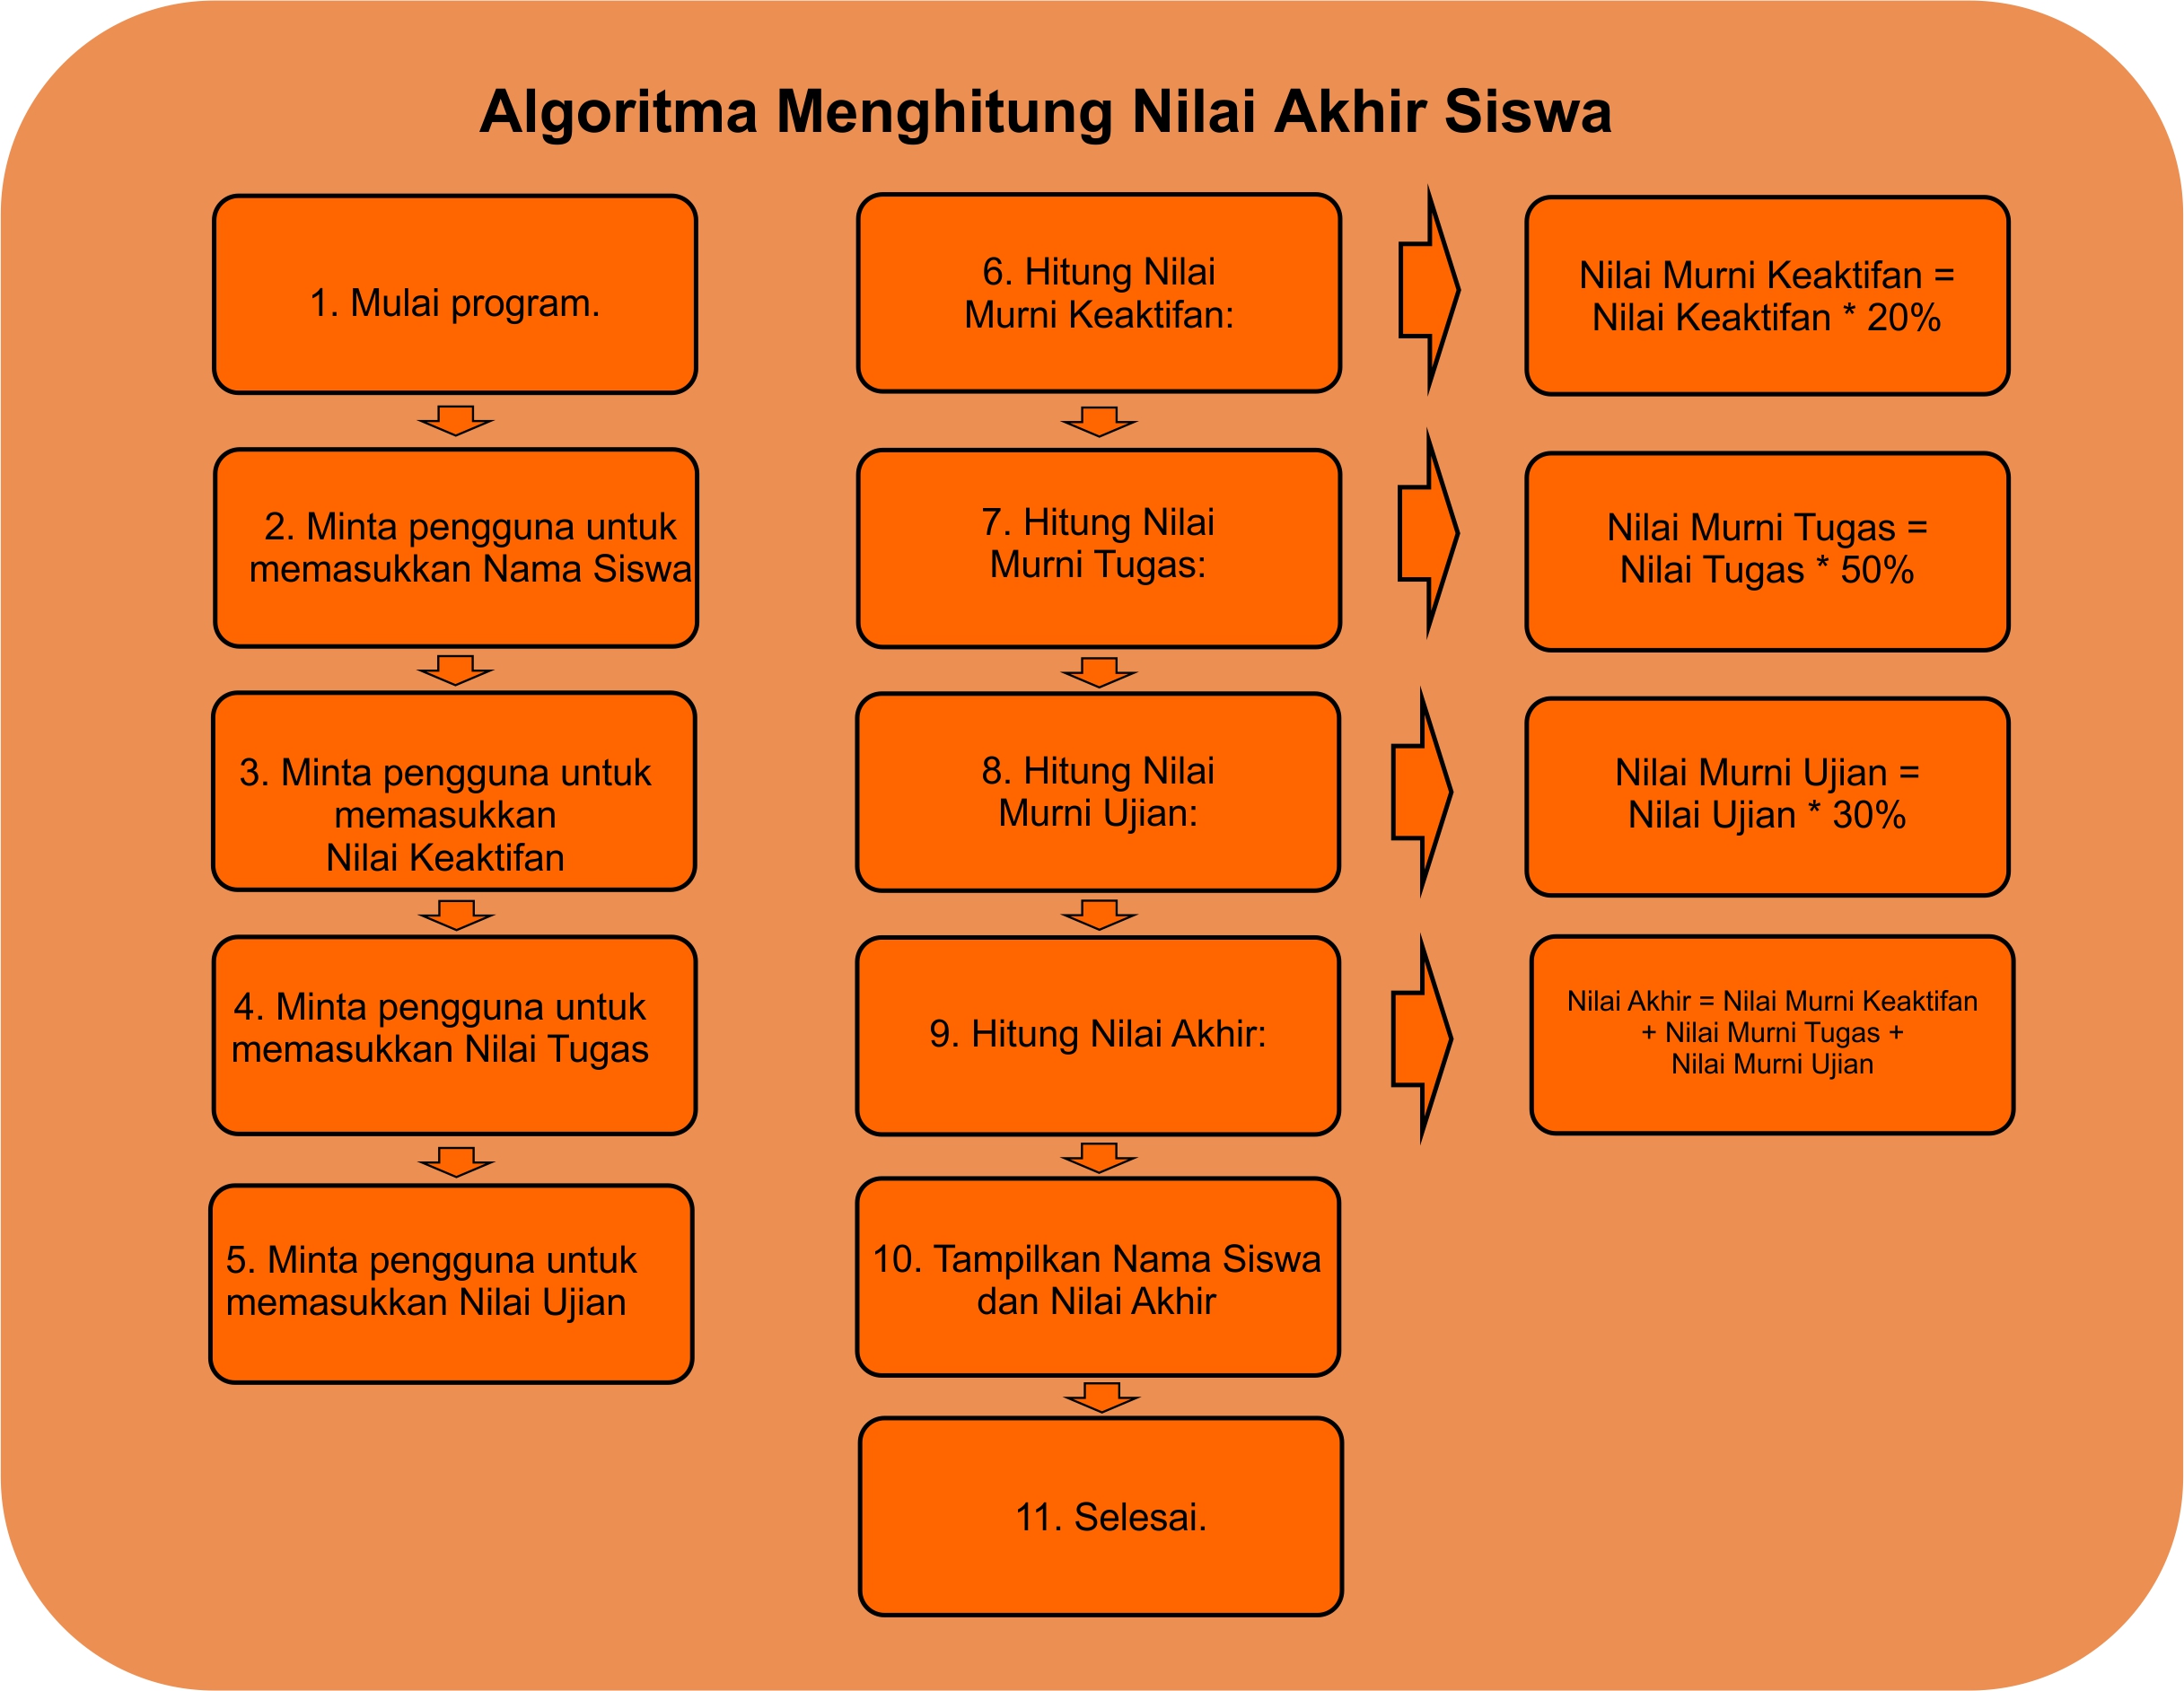 Algoritma Menghitung Nilai Akhir Siswa
1. Mulai program.
2. Minta pengguna untuk
memasukkan Nama Siswa
3. Minta pengguna untuk
memasukkan
Nilai Keaktifan
4. Minta pengguna untuk
memasukkan Nilai Tugas
5. Minta pengguna untuk
memasukkan Nilai Ujian
6. Hitung Nilai
Murni Keaktifan:
Nilai Murni Keaktifan =
Nilai Keaktifan * 20%
7. Hitung Nilai
Murni Tugas:
Nilai Murni Tugas =
Nilai Tugas * 50%
8. Hitung Nilai
Murni Ujian:
Nilai Murni Ujian =
Nilai Ujian * 30%
9. Hitung Nilai Akhir:
Nilai Akhir = Nilai Murni Keaktifan
+ Nilai Murni Tugas +
Nilai Murni Ujian
10. Tampilkan Nama Siswa
dan Nilai Akhir
11. Selesai.